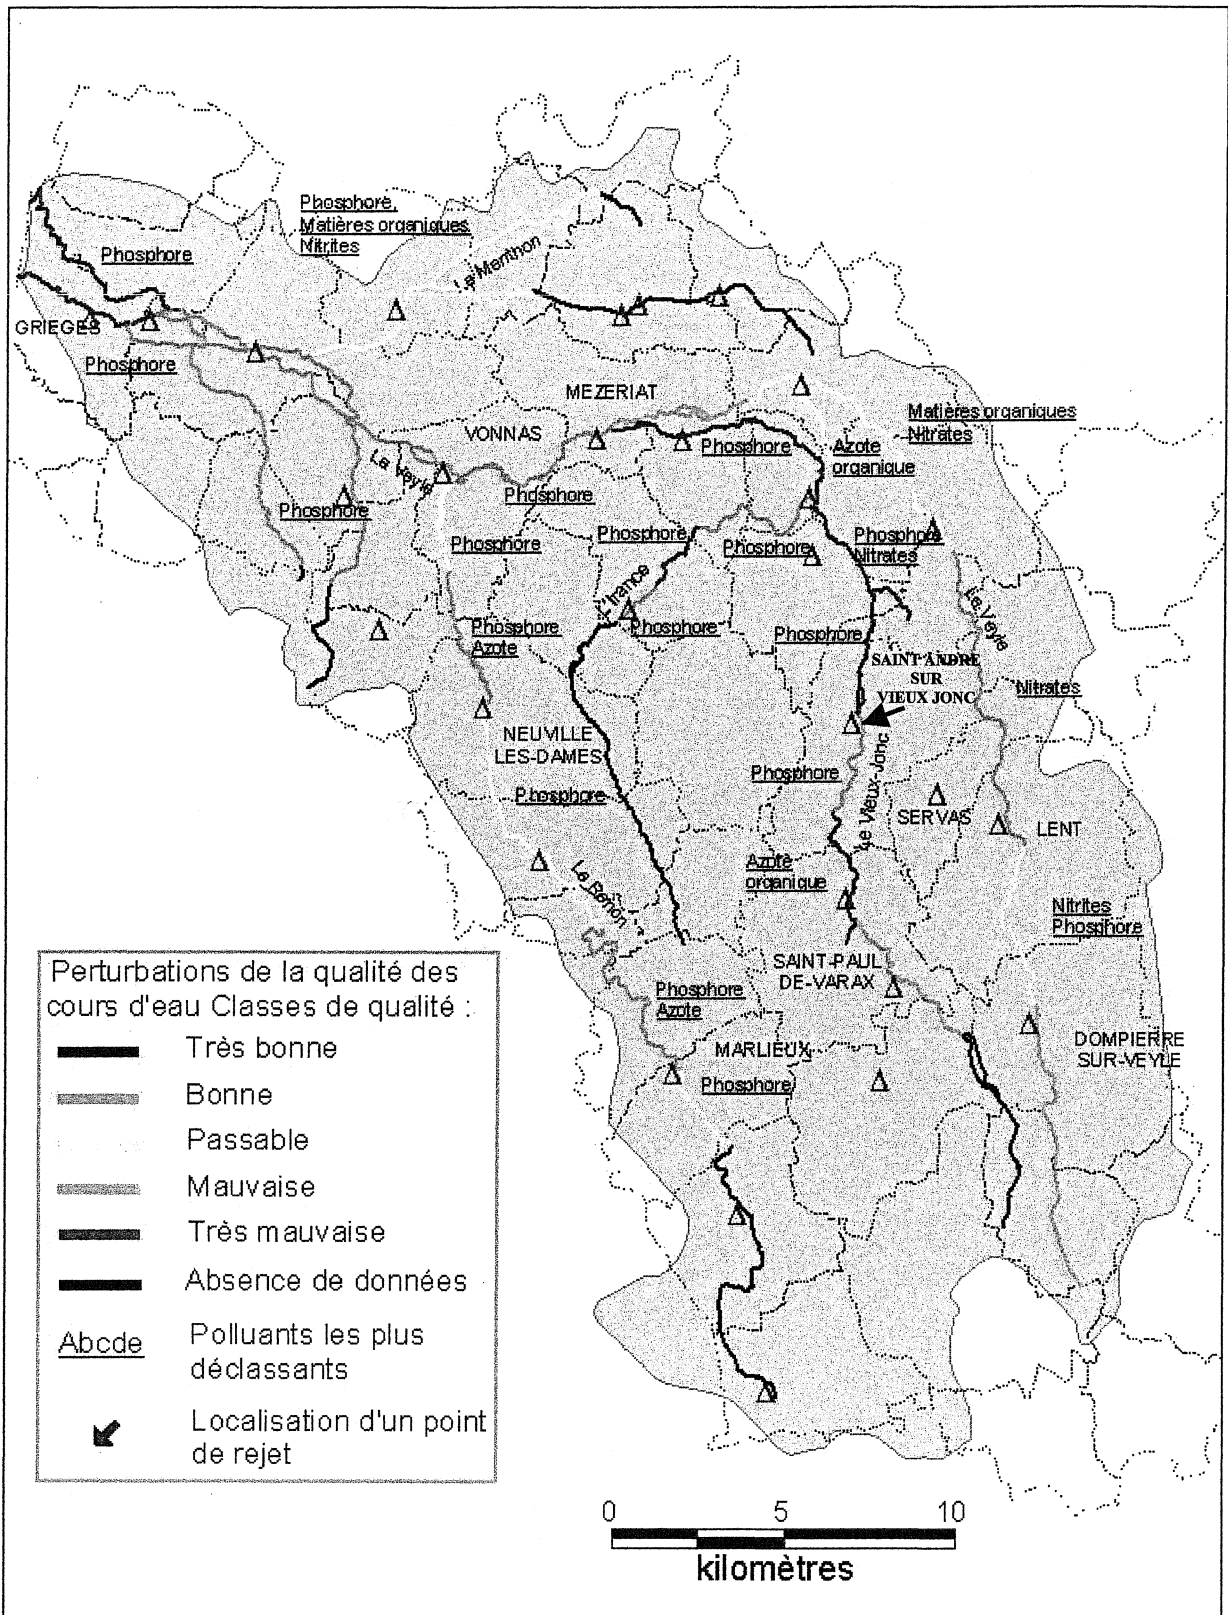 Phosphore,
Matières organiques
Nitrites
Le Menthon
Phosphore
GRIEGES
Phosphore
MEZERIAT
VONNAS
Matières organiques
Nitrates
Phosphore
Azote
organique
La Veyle
Phosphore
Phosphore
Phosphore
Phosphore
Phosphore
Phosphore
Nitrates
L'Irance
La Veyle
Phosphore
Azote
Phosphore
Phosphore
SAINT ANDRE
SUR
VIEUX JONC
Nitrates
NEUVILLE
LES-DAMES
Phosphore
Phosphore
Le Vieux-Jonc
SERVAS
LENT
Azote
organique
Le Renon
Nitrites
Phosphore
SAINT-PAUL
DE-VARAX
Phosphore
Azote
MARLIEUX
DOMPIERRE
SUR-VEYLE
Phosphore
Perturbations de la qualité des
cours d'eau Classes de qualité :
Très bonne
Bonne
Passable
Mauvaise
Très mauvaise
Absence de données
Abcde
Polluants les plus
déclassants
Localisation d'un point
de rejet
0 5 10
kilomètres